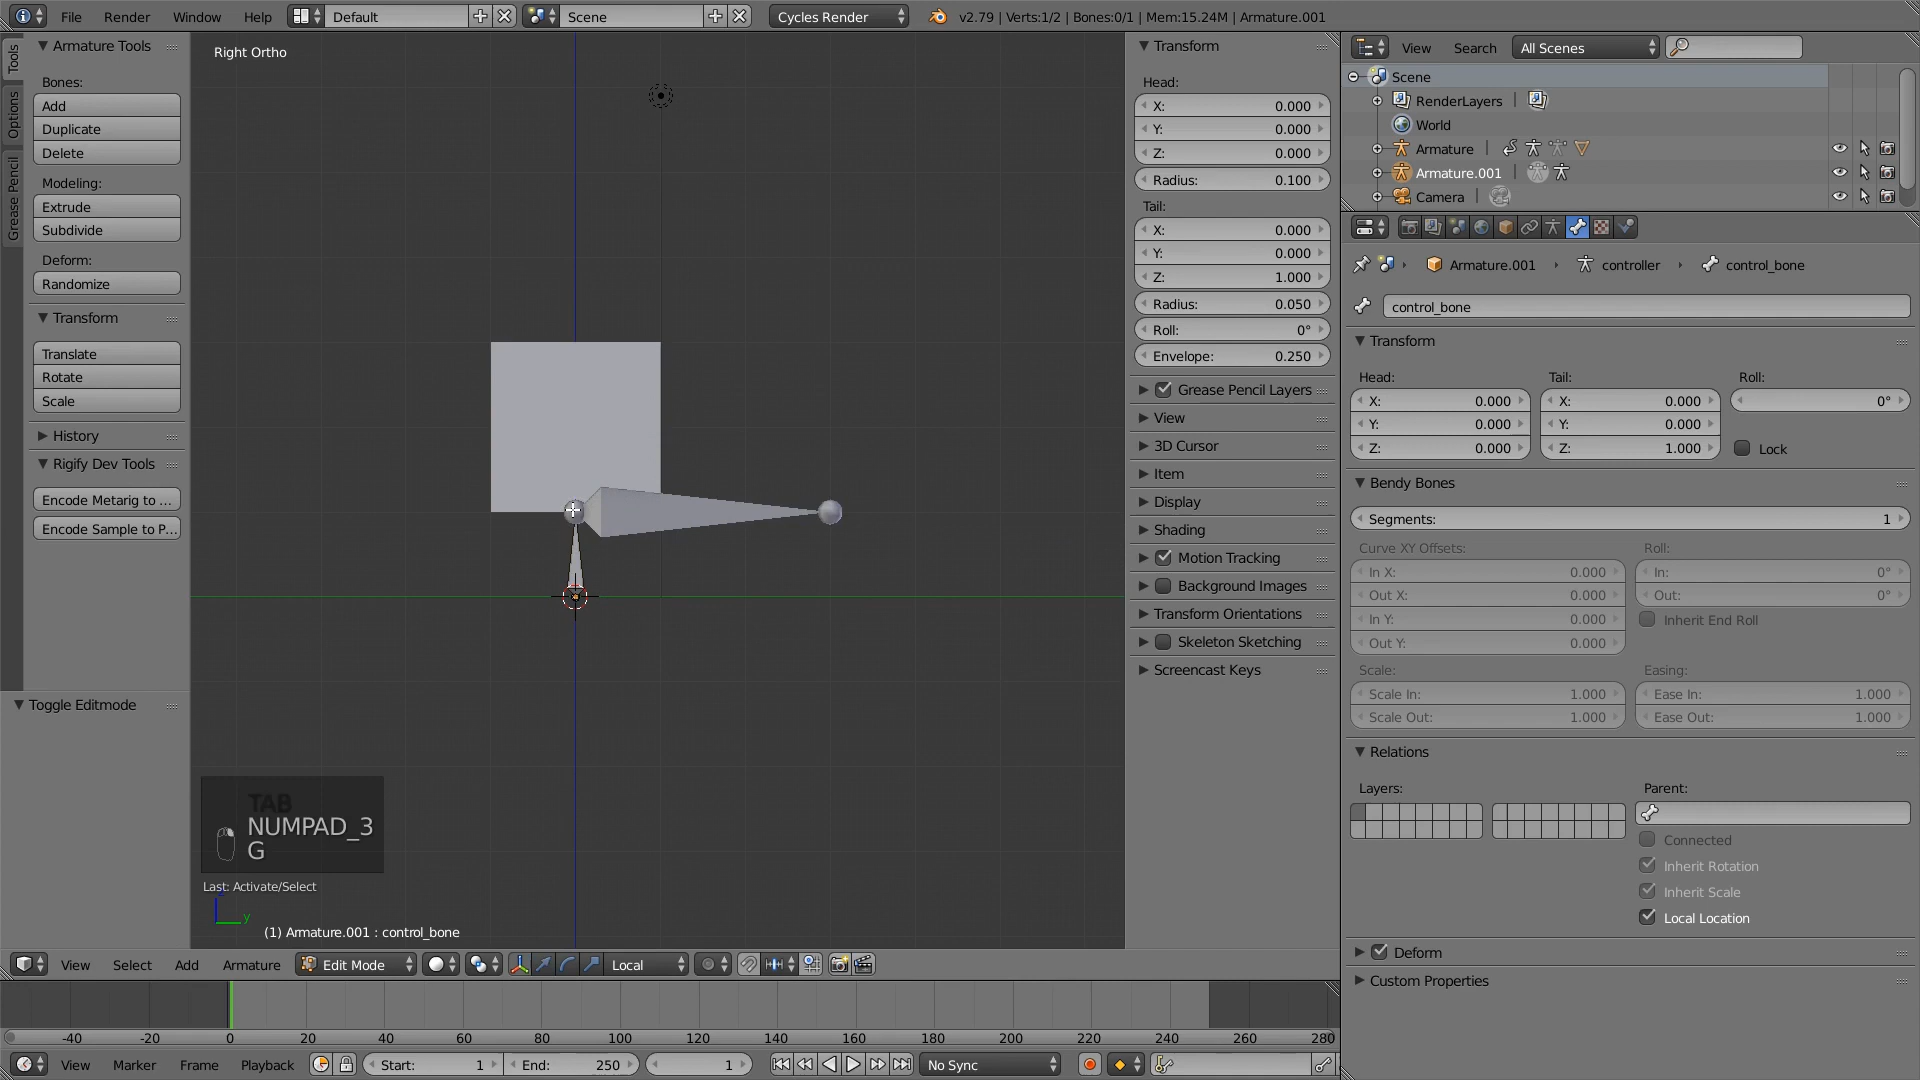 File Render Window Help Default Scene Cycles Render v2.79 | Verts:1/2 | Bones:0/1 | Mem:15.24M | Armature.001
Tools
Options
Grease Pencil
Armature Tools
Bones:
Add
Duplicate
Delete
Modeling:
Extrude
Subdivide
Deform:
Randomize
Transform
Translate
Rotate
Scale
History
Rigify Dev Tools
Encode Metarig to ...
Encode Sample to P...
Toggle Editmode
Right Ortho
TAB
NUMPAD_3
G
Last: Activate/Select
y
(1) Armature.001 : control_bone
Transform
Head:
X: 0.000
Y: 0.000
Z: 0.000
Radius: 0.100
Tail:
X: 0.000
Y: 0.000
Z: 1.000
Radius: 0.050
Roll: 0°
Envelope: 0.250
Grease Pencil Layers
View
3D Cursor
Item
Display
Shading
Motion Tracking
Background Images
Transform Orientations
Skeleton Sketching
Screencast Keys
View Search All Scenes
Scene
RenderLayers
World
Armature
Armature.001
Camera
Armature.001 controller control_bone
control_bone
Transform
Head: Tail: Roll:
X: 0.000 X: 0.000 0°
Y: 0.000 Y: 0.000
Z: 0.000 Z: 1.000 Lock
Bendy Bones
Segments: 1
Curve XY Offsets: Roll:
In X: 0.000 In: 0°
Out X: 0.000 Out: 0°
In Y: 0.000 Inherit End Roll
Out Y: 0.000
Scale: Easing:
Scale In: 1.000 Ease In: 1.000
Scale Out: 1.000 Ease Out: 1.000
Relations
Layers: Parent:
Connected
Inherit Rotation
Inherit Scale
Local Location
Deform
Custom Properties
View Select Add Armature Edit Mode Local
-40 -20 0 20 40 60 80 100 120 140 160 180 200 220 240 260 280
View Marker Frame Playback Start: 1 End: 250 1 No Sync